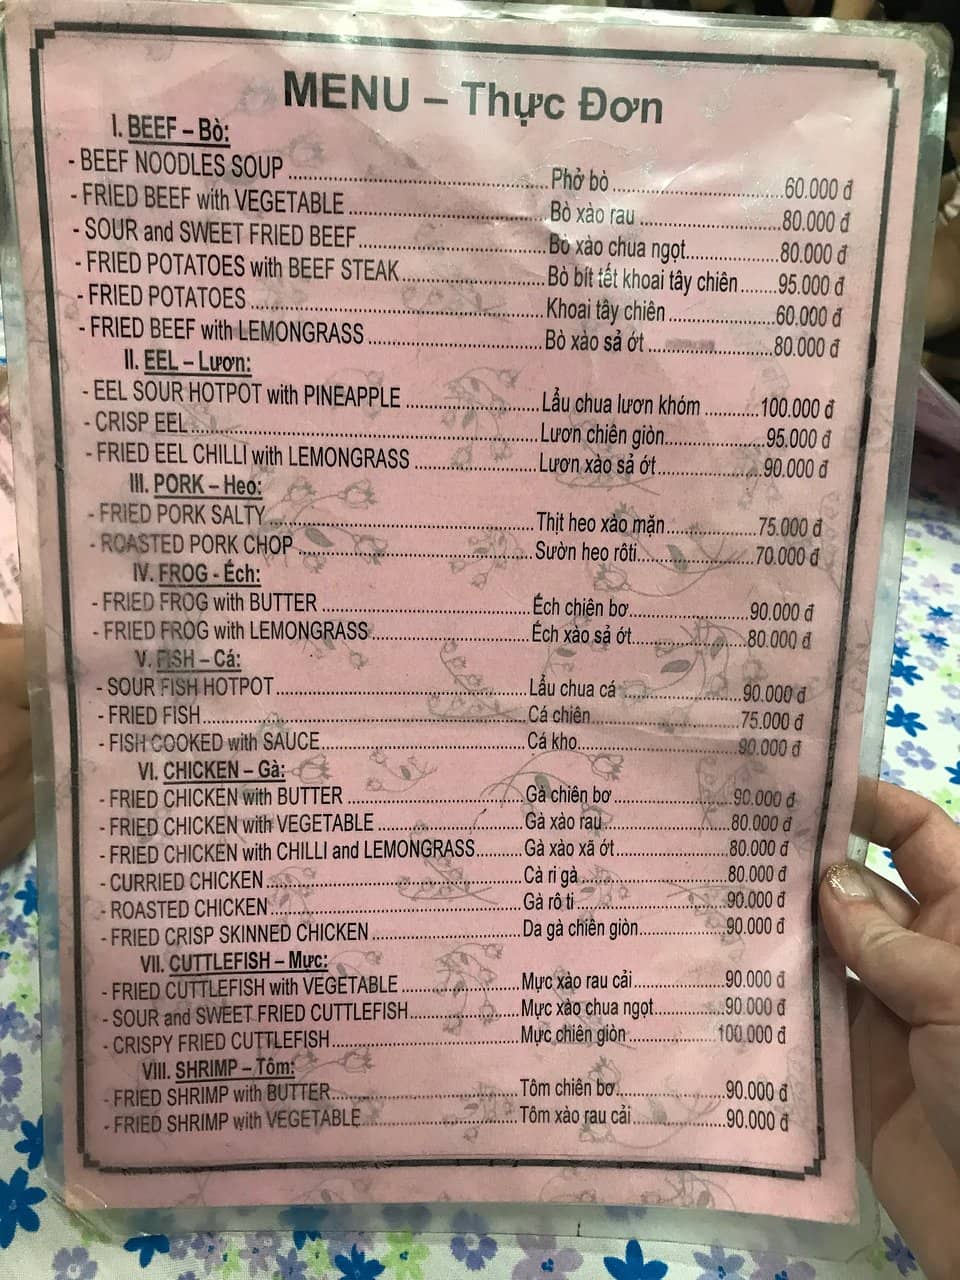 MENU – Thực Đơn
I. BEEF – Bò:
- BEEF NOODLES SOUP ........ Phở bò ........ 60.000 đ
- FRIED BEEF with VEGETABLE ........ Bò xào rau ........ 80.000 đ
- SOUR and SWEET FRIED BEEF ........ Bò xào chua ngọt ........ 80.000 đ
- FRIED POTATOES with BEEF STEAK ........ Bò bít tết khoai tây chiên ........ 95.000 đ
- FRIED POTATOES ........ Khoai tây chiên ........ 60.000 đ
- FRIED BEEF with LEMONGRASS ........ Bò xào sả ớt ........ 80.000 đ
II. EEL – Lươn:
- EEL SOUR HOTPOT with PINEAPPLE ........ Lẩu chua lươn khóm ........ 100.000 đ
- CRISP EEL ........ Lươn chiên giòn ........ 95.000 đ
- FRIED EEL CHILLI with LEMONGRASS ........ Lươn xào sả ớt ........ 90.000 đ
III. PORK – Heo:
- FRIED PORK SALTY ........ Thịt heo xào mặn ........ 75.000 đ
- ROASTED PORK CHOP ........ Sườn heo rôti ........ 70.000 đ
IV. FROG - Éch:
- FRIED FROG with BUTTER ........ Éch chiên bơ ........ 90.000 đ
- FRIED FROG with LEMONGRASS ........ Éch xào sả ớt ........ 80.000 đ
V. FISH – Cá:
- SOUR FISH HOTPOT ........ Lẩu chua cá ........ 90.000 đ
- FRIED FISH ........ Cá chiên ........ 75.000 đ
- FISH COOKED with SAUCE ........ Cá kho ........ 90.000 đ
VI. CHICKEN – Gà:
- FRIED CHICKEN with BUTTER ........ Gà chiên bơ ........ 90.000 đ
- FRIED CHICKEN with VEGETABLE ........ Gà xào rau ........ 80.000 đ
- FRIED CHICKEN with CHILLI and LEMONGRASS ........ Gà xào xã ớt ........ 80.000 đ
- CURRIED CHICKEN ........ Cà ri gà ........ 80.000 đ
- ROASTED CHICKEN ........ Gà rô ti ........ 90.000 đ
- FRIED CRISP SKINNED CHICKEN ........ Da gà chiên giòn ........ 90.000 đ
VII. CUTTLEFISH – Mực:
- FRIED CUTTLEFISH with VEGETABLE ........ Mực xào rau cải ........ 90.000 đ
- SOUR and SWEET FRIED CUTTLEFISH ........ Mực xào chua ngọt ........ 90.000 đ
- CRISPY FRIED CUTTLEFISH ........ Mực chiên giòn ........ 100.000 đ
VIII. SHRIMP – Tôm:
- FRIED SHRIMP with BUTTER ........ Tôm chiên bơ ........ 90.000 đ
- FRIED SHRIMP with VEGETABLE ........ Tôm xào rau cải ........ 90.000 đ